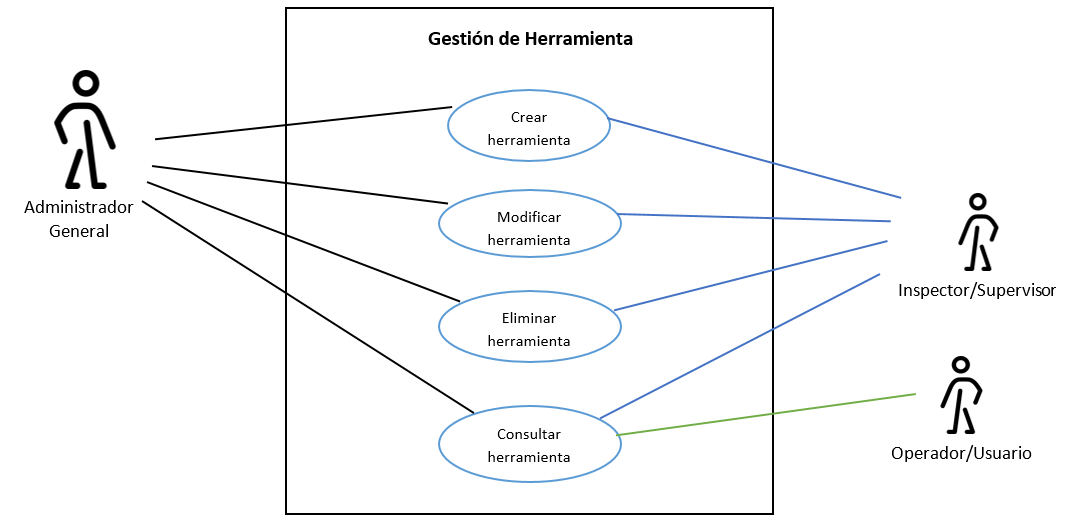 Gestión de Herramienta
Crear
herramienta
Modificar
herramienta
Eliminar
herramienta
Consultar
herramienta
Administrador
General
Inspector/Supervisor
Operador/Usuario